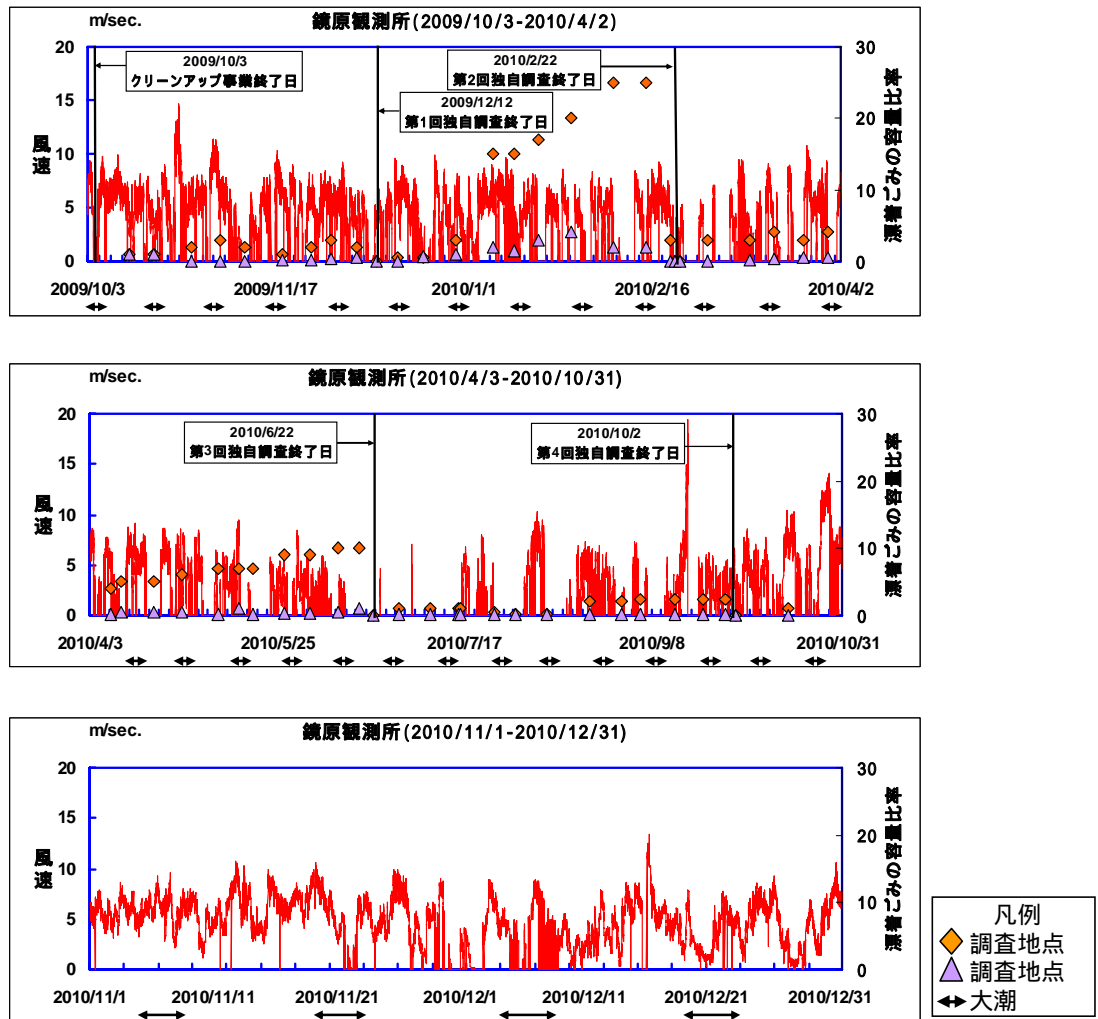 m/sec.
鏡原観測所(2009/10/3-2010/4/2)
20
15
10
5
0
風速
30
20
10
0
漂着ごみの容量比率
2009/10/3
クリーンアップ事業終了日
2009/12/12
第1回独自調査終了日
2010/2/22
第2回独自調査終了日
2009/10/3
2009/11/17
2010/1/1
2010/2/16
2010/4/2
m/sec.
鏡原観測所(2010/4/3-2010/10/31)
20
15
10
5
0
風速
30
20
10
0
漂着ごみの容量比率
2010/6/22
第3回独自調査終了日
2010/10/2
第4回独自調査終了日
2010/4/3
2010/5/25
2010/7/17
2010/9/8
2010/10/31
m/sec.
鏡原観測所(2010/11/1-2010/12/31)
20
15
10
5
0
風速
30
20
10
0
漂着ごみの容量比率
2010/11/1
2010/11/11
2010/11/21
2010/12/1
2010/12/11
2010/12/21
2010/12/31
凡例
調査地点
調査地点
大潮